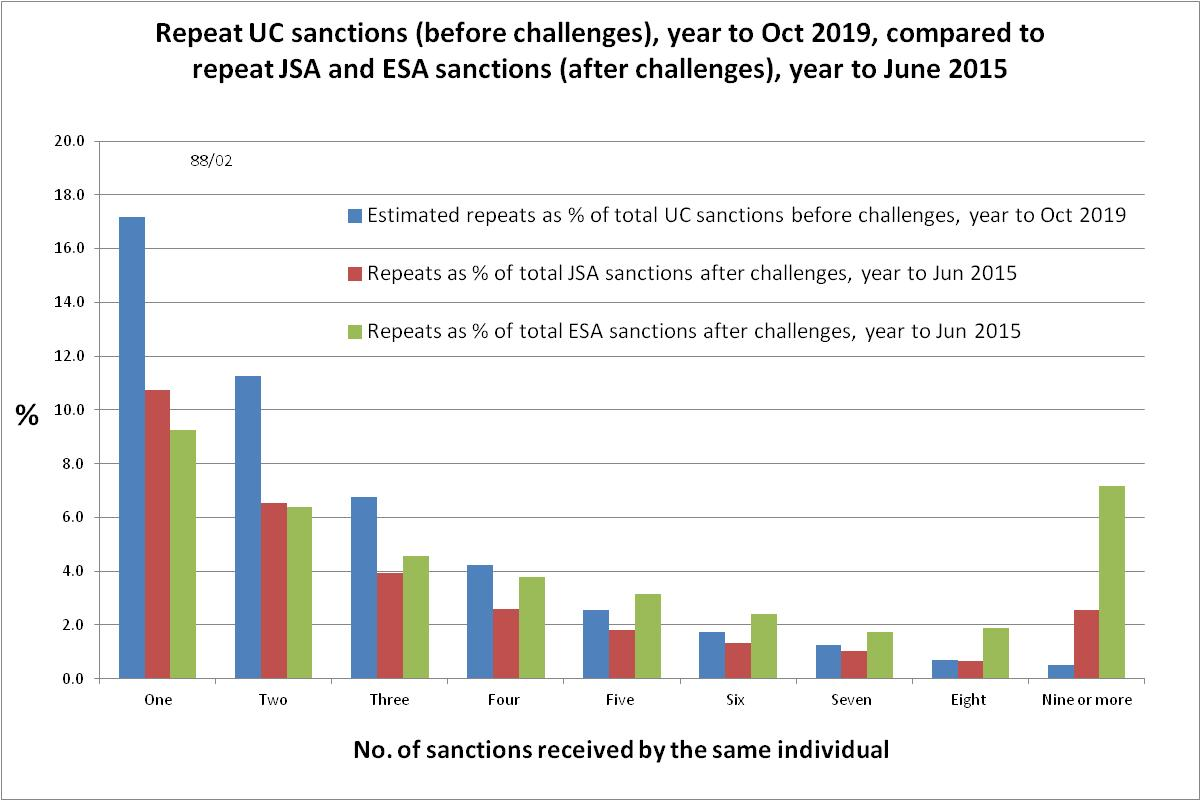 Repeat UC sanctions (before challenges), year to Oct 2019, compared to
repeat JSA and ESA sanctions (after challenges), year to June 2015
20.0
88/02
18.0
Estimated repeats as % of total UC sanctions before challenges, year to Oct 2019
16.0
Repeats as % of total JSA sanctions after challenges, year to Jun 2015
14.0
Repeats as % of total ESA sanctions after challenges, year to Jun 2015
12.0
%
10.0
8.0
6.0
4.0
2.0
0.0
One Two Three Four Five Six Seven Eight Nine or more
No. of sanctions received by the same individual